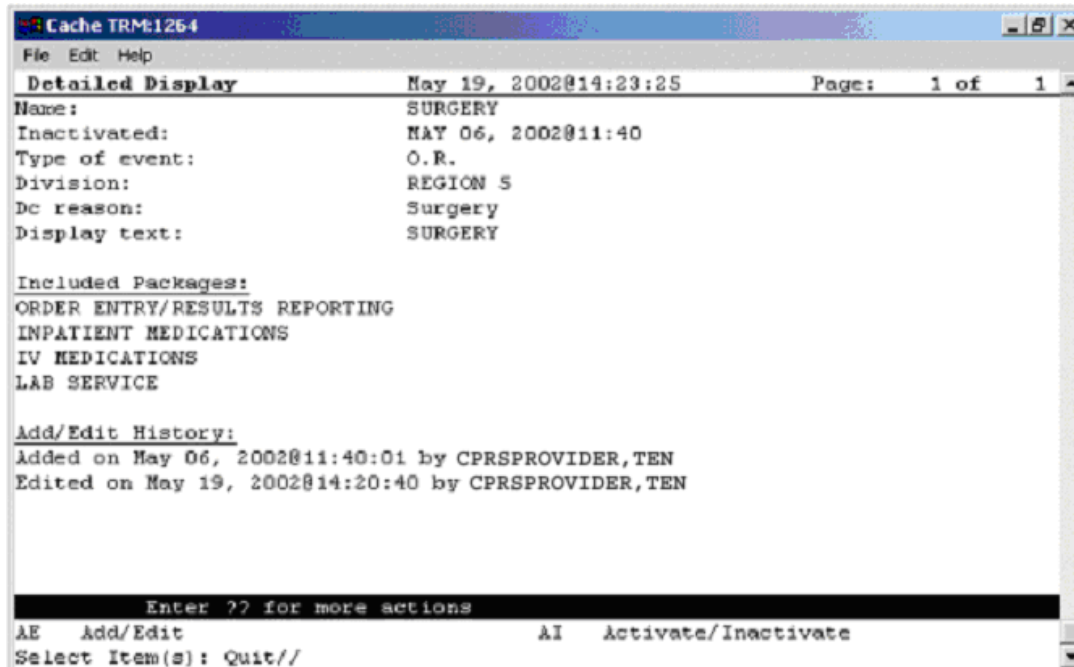 Cache TRM:1264
File Edit Help
Detailed Display May 19, 2002@14:23:25 Page: 1 of 1
Name: SURGERY
Inactivated: MAY 06, 2002@11:40
Type of event: O.R.
Division: REGION 5
Dc reason: Surgery
Display text: SURGERY
Included Packages:
ORDER ENTRY/RESULTS REPORTING
INPATIENT MEDICATIONS
IV MEDICATIONS
LAB SERVICE
Add/Edit History:
Added on May 06, 2002@11:40:01 by CPRSPROVIDER,TEN
Edited on May 19, 2002@14:20:40 by CPRSPROVIDER,TEN
Enter ?? for more actions
AE Add/Edit AI Activate/Inactivate
Select Item(s): Quit//